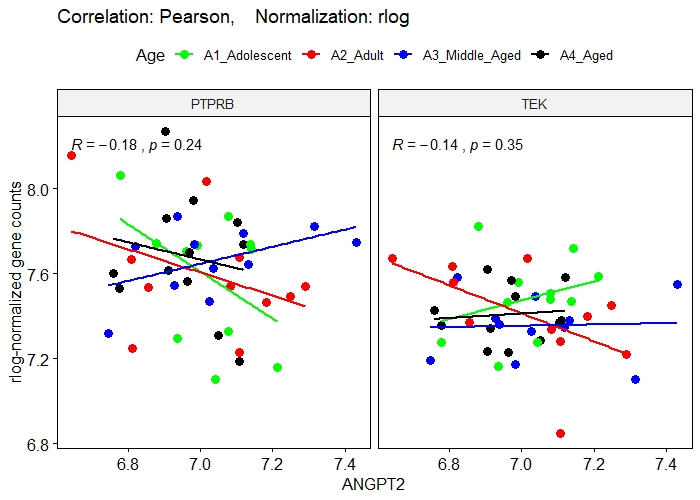 Correlation: Pearson,    Normalization: rlog
Age A1_Adolescent A2_Adult A3_Middle_Aged A4_Aged
PTPRB TEK
R = −0.18 , p = 0.24 R = −0.14 , p = 0.35
8.0
7.6
7.2
6.8
rlog-normalized gene counts
6.8 7.0 7.2 7.4 6.8 7.0 7.2 7.4
ANGPT2